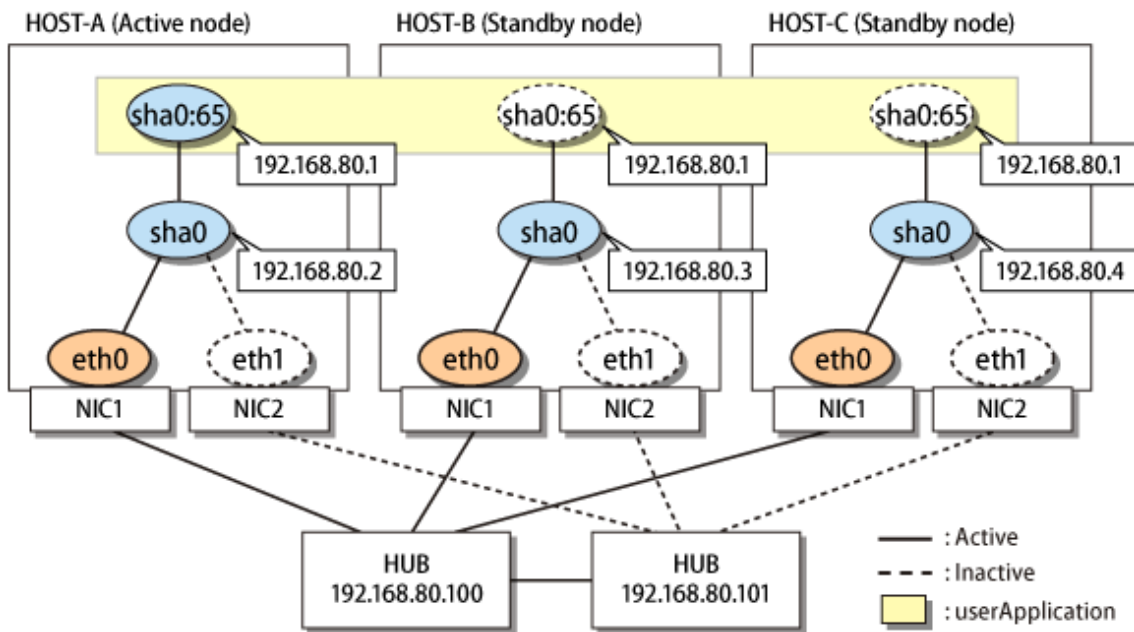 HOST-A (Active node)
HOST-B (Standby node)
HOST-C (Standby node)
sha0:65
sha0:65
sha0:65
192.168.80.1
192.168.80.1
192.168.80.1
sha0
sha0
sha0
192.168.80.2
192.168.80.3
192.168.80.4
eth0
eth1
eth0
eth1
eth0
eth1
NIC1
NIC2
NIC1
NIC2
NIC1
NIC2
HUB
192.168.80.100
HUB
192.168.80.101
: Active
: Inactive
: userApplication